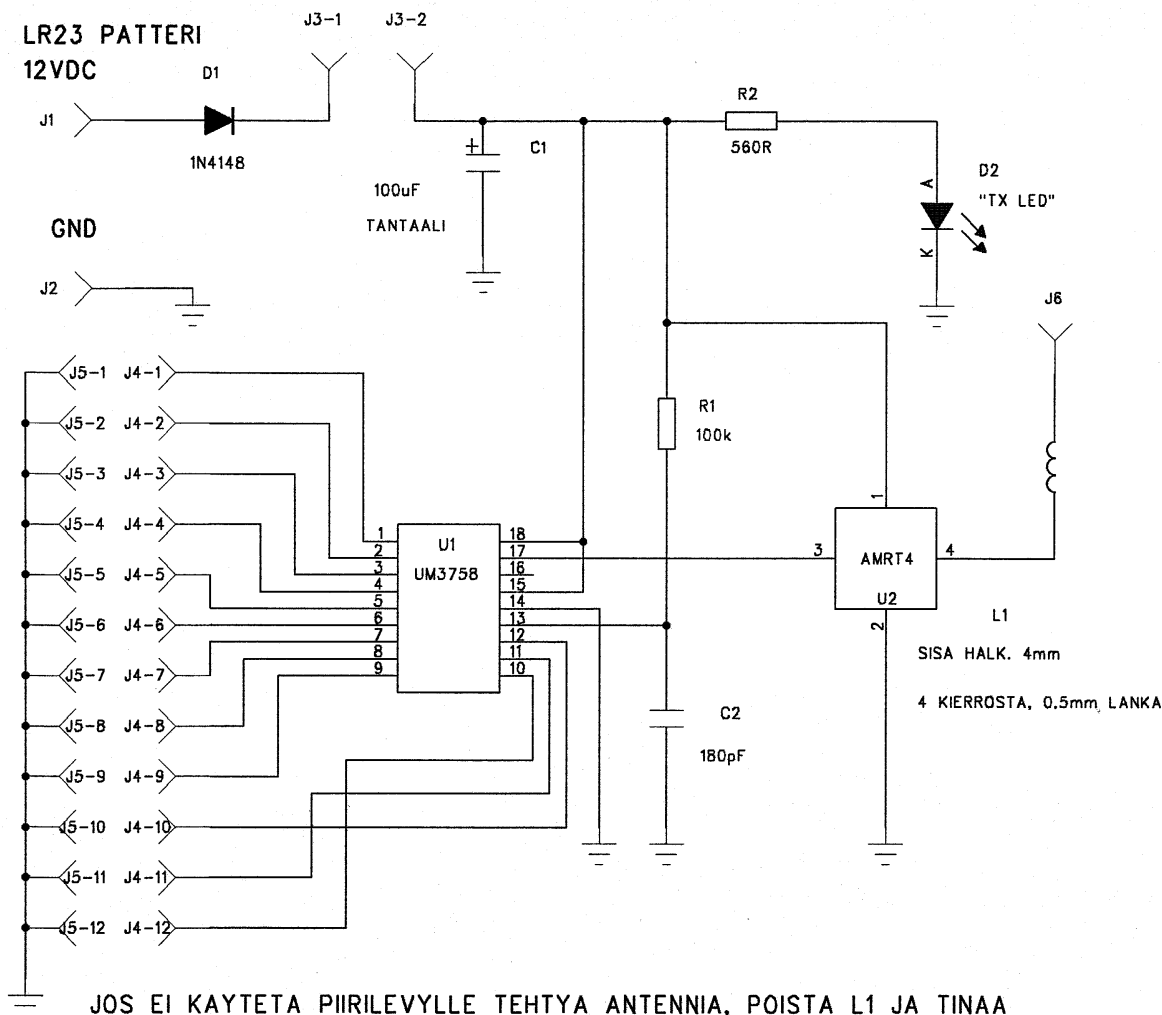 J3-1 J3-2
LR23 PATTERI
12VDC
D1
J1
1N4148
R2
560R
+
C1
100uF
TANTAALI
A
D2
"TX LED"
K
GND
J2
J6
J5-1 J4-1
J5-2 J4-2
J5-3 J4-3
J5-4 J4-4
J5-5 J4-5
J5-6 J4-6
J5-7 J4-7
J5-8 J4-8
J5-9 J4-9
J5-10 J4-10
J5-11 J4-11
J5-12 J4-12
R1
100k
U1
UM3758
1
2
3
4
5
6
7
8
9
18
17
16
15
14
13
12
11
10
1
3
AMRT4
4
U2
2
L1
SISA HALK. 4mm
4 KIERROSTA, 0.5mm LANKA
C2
180pF
JOS EI KAYTETA PIIRILEVYLLE TEHTYA ANTENNIA, POISTA L1 JA TINAA